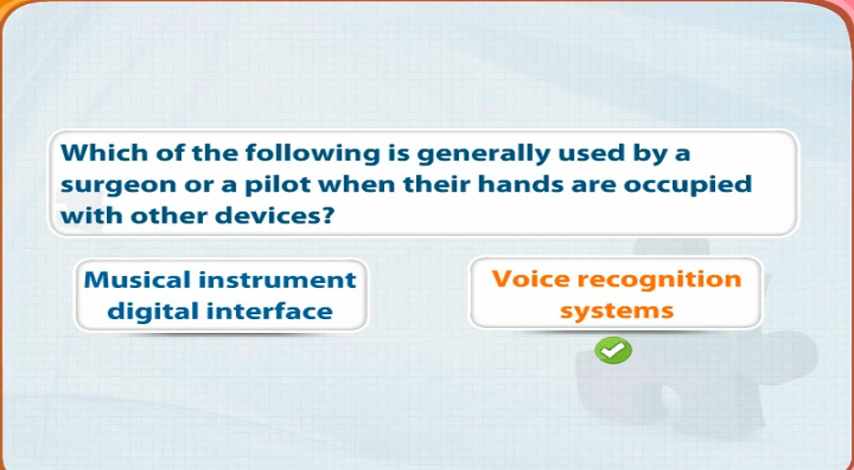 Which of the following is generally used by a
surgeon or a pilot when their hands are occupied
with other devices?
Musical instrument
digital interface
Voice recognition
systems